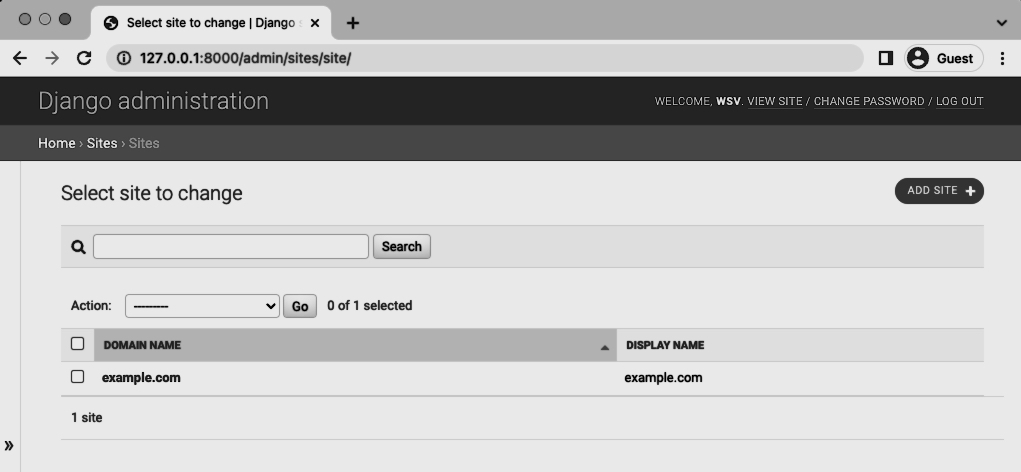 Select site to change | Django
127.0.0.1:8000/admin/sites/site/
Guest
Django administration
WELCOME, WSV. VIEW SITE / CHANGE PASSWORD / LOG OUT
Home › Sites › Sites
Select site to change
ADD SITE +
Search
Action: --------- Go 0 of 1 selected
DOMAIN NAME DISPLAY NAME
example.com example.com
1 site
»